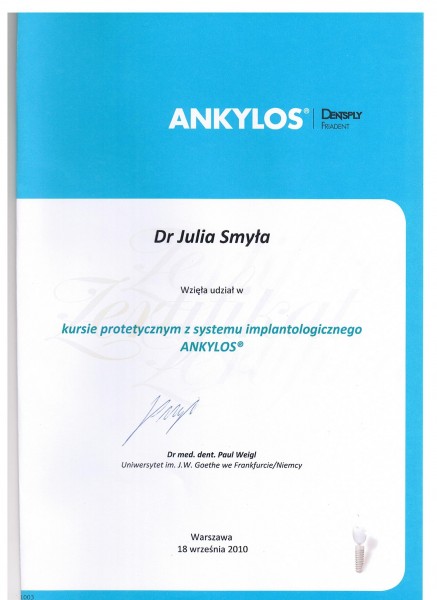 ANKYLOS® DENTSPLY
FRIADENT
Dr Julia Smyła
Wzięła udział w
kursie protetycznym z systemu implantologicznego
ANKYLOS®
Dr med. dent. Paul Weigl
Uniwersytet im. J.W. Goethe we Frankfurcie/Niemcy
Warszawa
18 września 2010